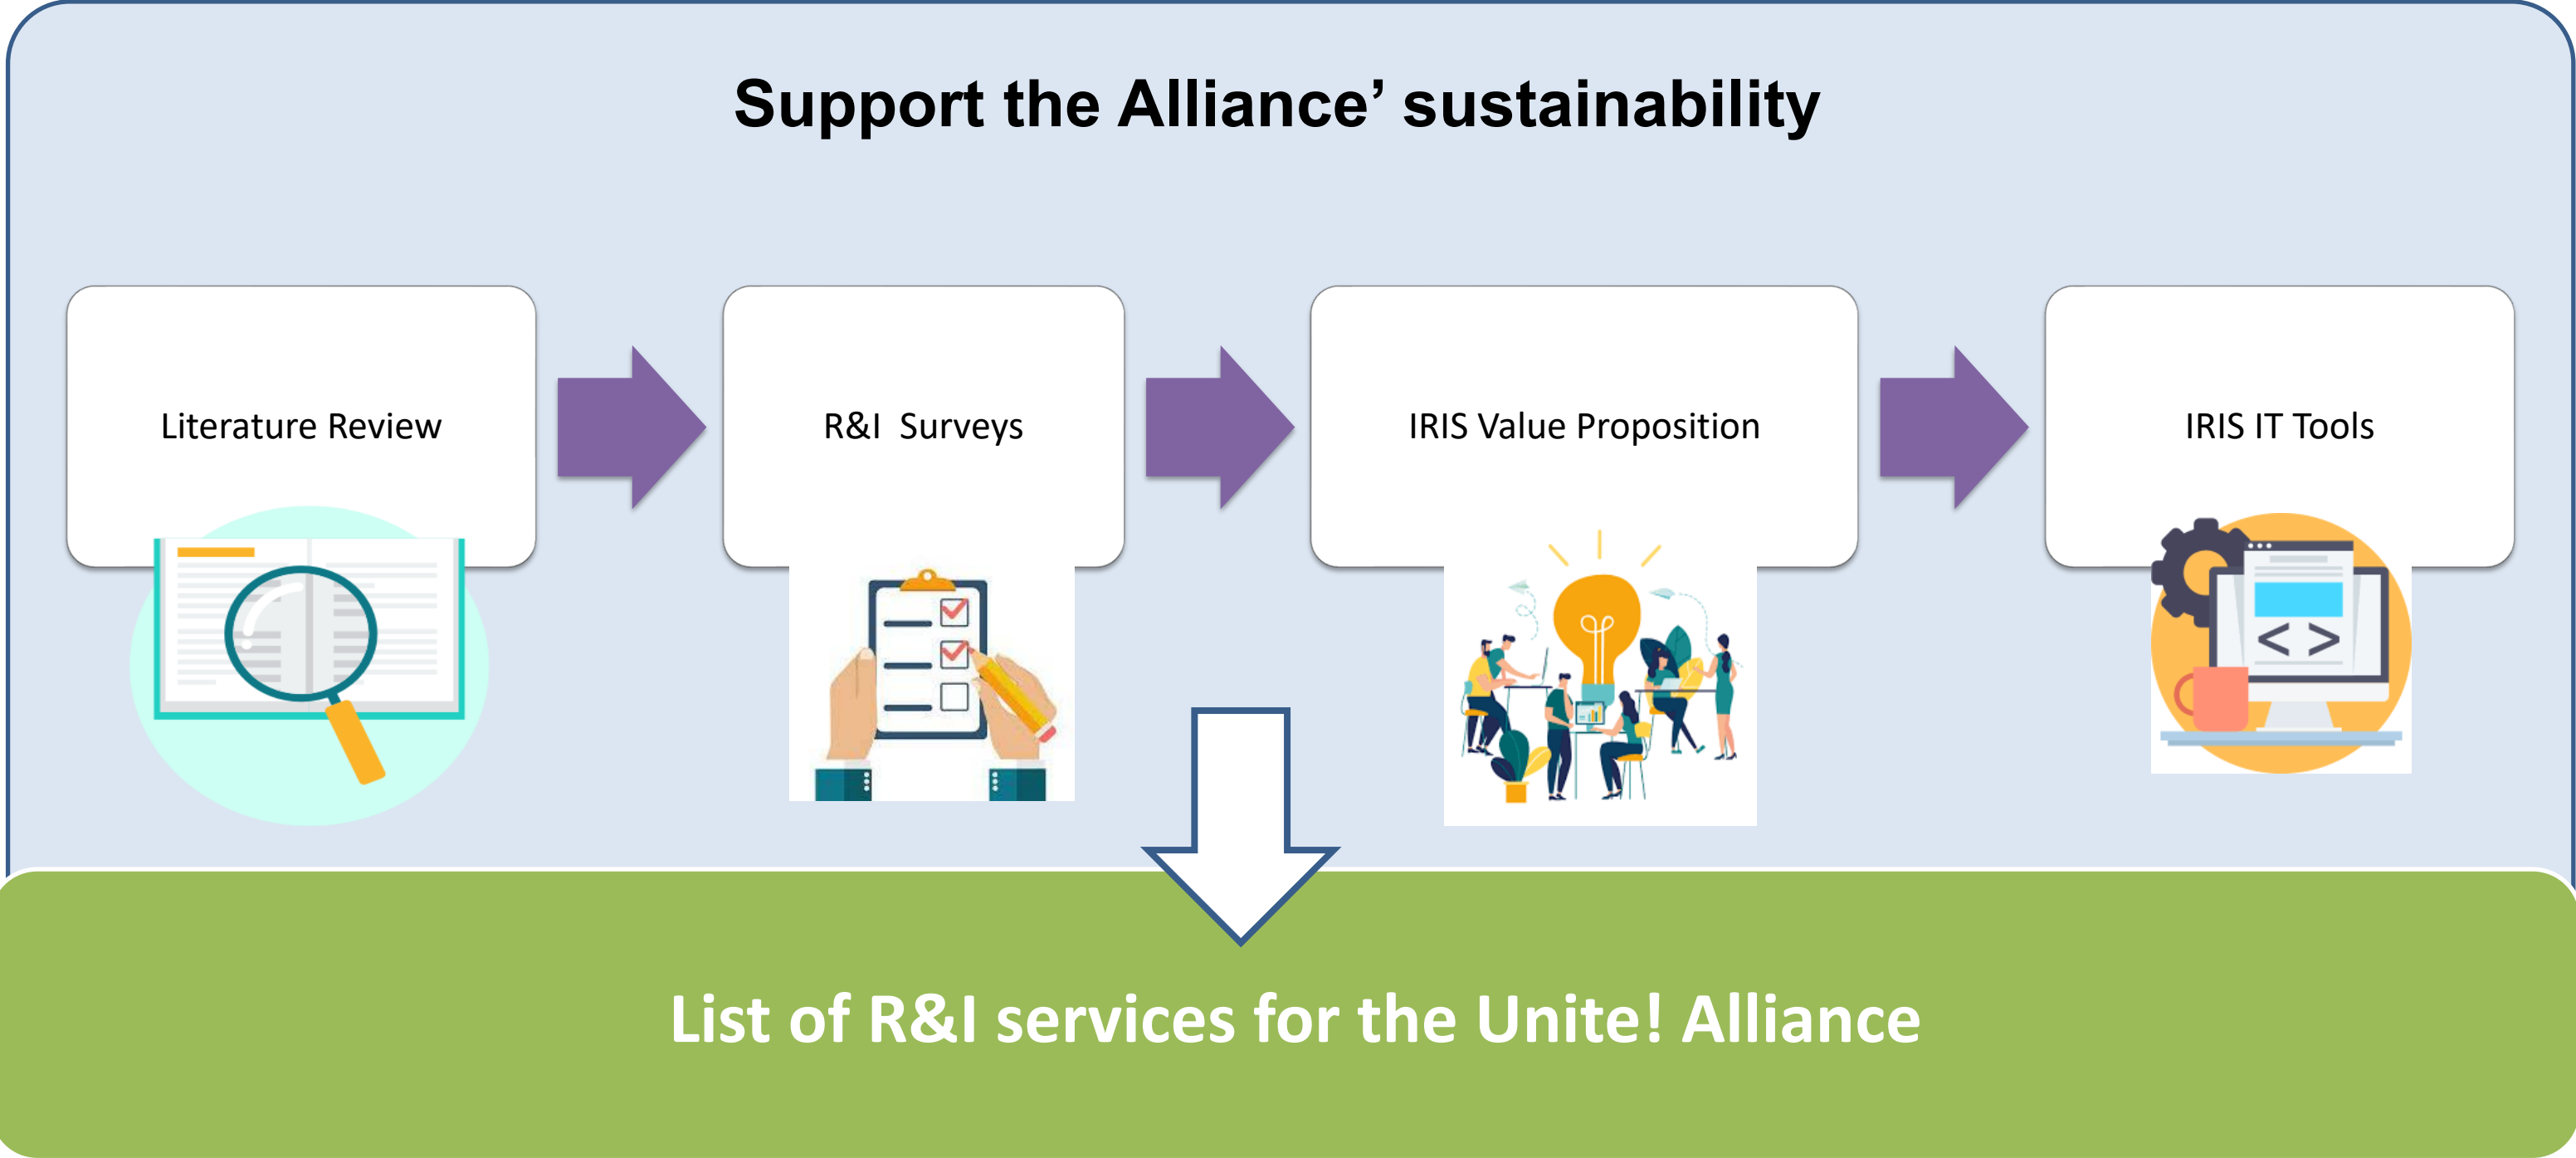 Support the Alliance’ sustainability
Literature Review
R&I  Surveys
IRIS Value Proposition
IRIS IT Tools
< >
List of R&I services for the Unite! Alliance